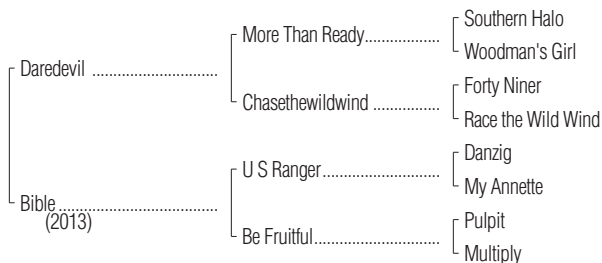 Southern Halo
More Than Ready..................
Woodman's Girl
Daredevil ..............................
Forty Niner
Chasethewildwind ................
Race the Wild Wind
Danzig
U S Ranger............................
My Annette
Bible......................................
(2013)
Pulpit
Be Fruitful..............................
Multiply